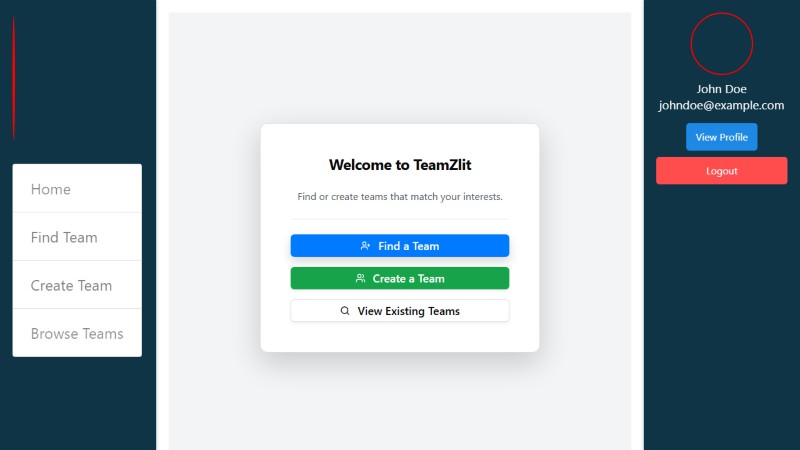 Home
Find Team
Create Team
Browse Teams
Welcome to TeamZlit
Find or create teams that match your interests.
Find a Team
Create a Team
View Existing Teams
John Doe
johndoe@example.com
View Profile
Logout